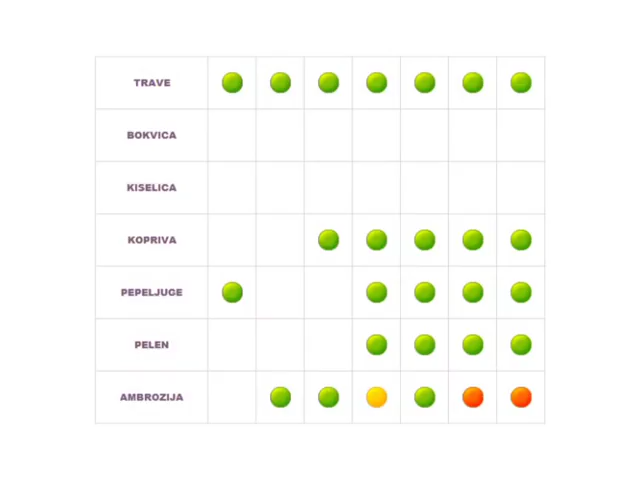 TRAVE
BOKVICA
KISELICA
KOPRIVA
PEPELJUGE
PELEN
AMBROZIJA